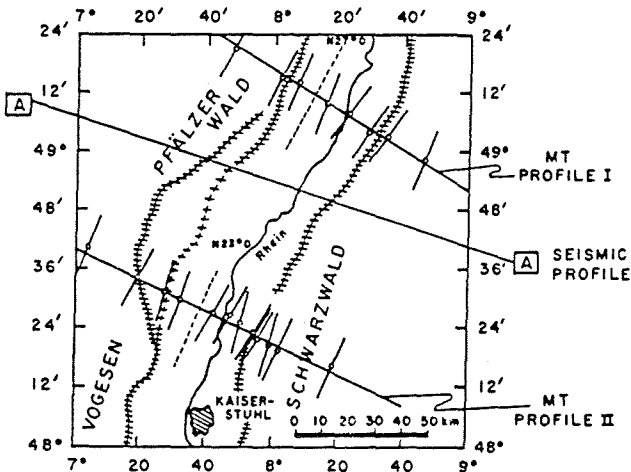 7° 20' 40' 8° 20' 40' 9°
24' 24'
N27°O
12' 12'
A
PFÄLZER
WALD
49° 49°
MT
PROFILE I
48' 48'
N23°O
Rhein
36' 36'
A SEISMIC
PROFILE
24' 24'
VOGESEN
SCHWARZWALD
12' 12'
KAISER-
STUHL
MT
PROFILE II
0 10 20 30 40 50 km
48° 48°
7° 20' 40' 8° 20' 40' 9°